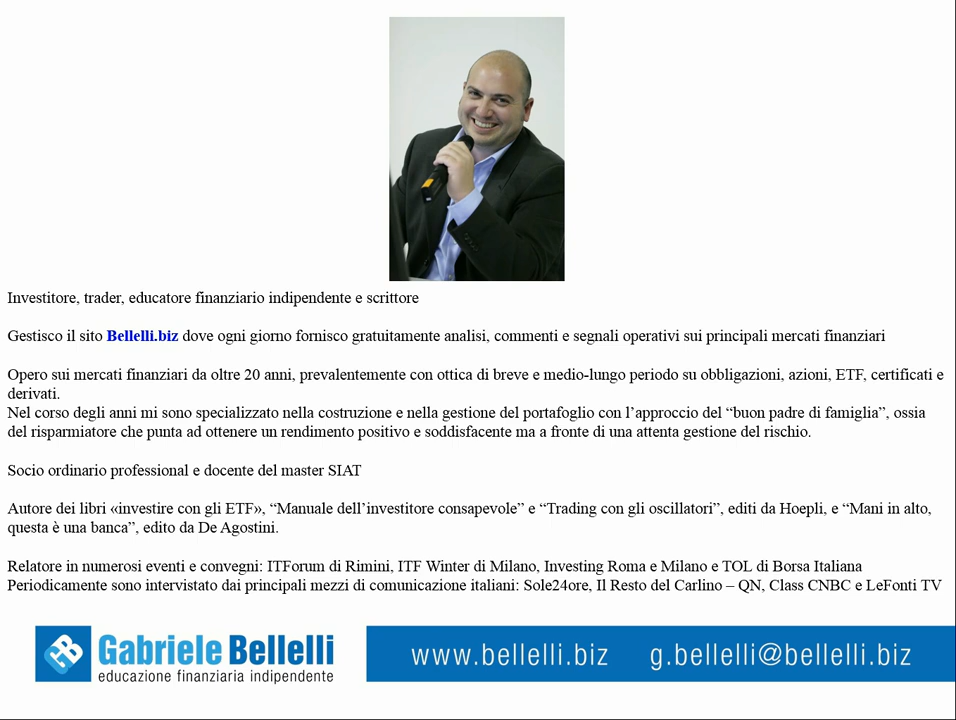 Investitore, trader, educatore finanziario indipendente e scrittore
Gestisco il sito Bellelli.biz dove ogni giorno fornisco gratuitamente analisi, commenti e segnali operativi sui principali mercati finanziari
Opero sui mercati finanziari da oltre 20 anni, prevalentemente con ottica di breve e medio-lungo periodo su obbligazioni, azioni, ETF, certificati e
derivati.
Nel corso degli anni mi sono specializzato nella costruzione e nella gestione del portafoglio con l’approccio del “buon padre di famiglia”, ossia
del risparmiatore che punta ad ottenere un rendimento positivo e soddisfacente ma a fronte di una attenta gestione del rischio.
Socio ordinario professional e docente del master SIAT
Autore dei libri «investire con gli ETF», “Manuale dell’investitore consapevole” e “Trading con gli oscillatori”, editi da Hoepli, e “Mani in alto,
questa è una banca”, edito da De Agostini.
Relatore in numerosi eventi e convegni: ITForum di Rimini, ITF Winter di Milano, Investing Roma e Milano e TOL di Borsa Italiana
Periodicamente sono intervistato dai principali mezzi di comunicazione italiani: Sole24ore, Il Resto del Carlino – QN, Class CNBC e LeFonti TV
Gabriele Bellelli
educazione finanziaria indipendente
www.bellelli.biz g.bellelli@bellelli.biz